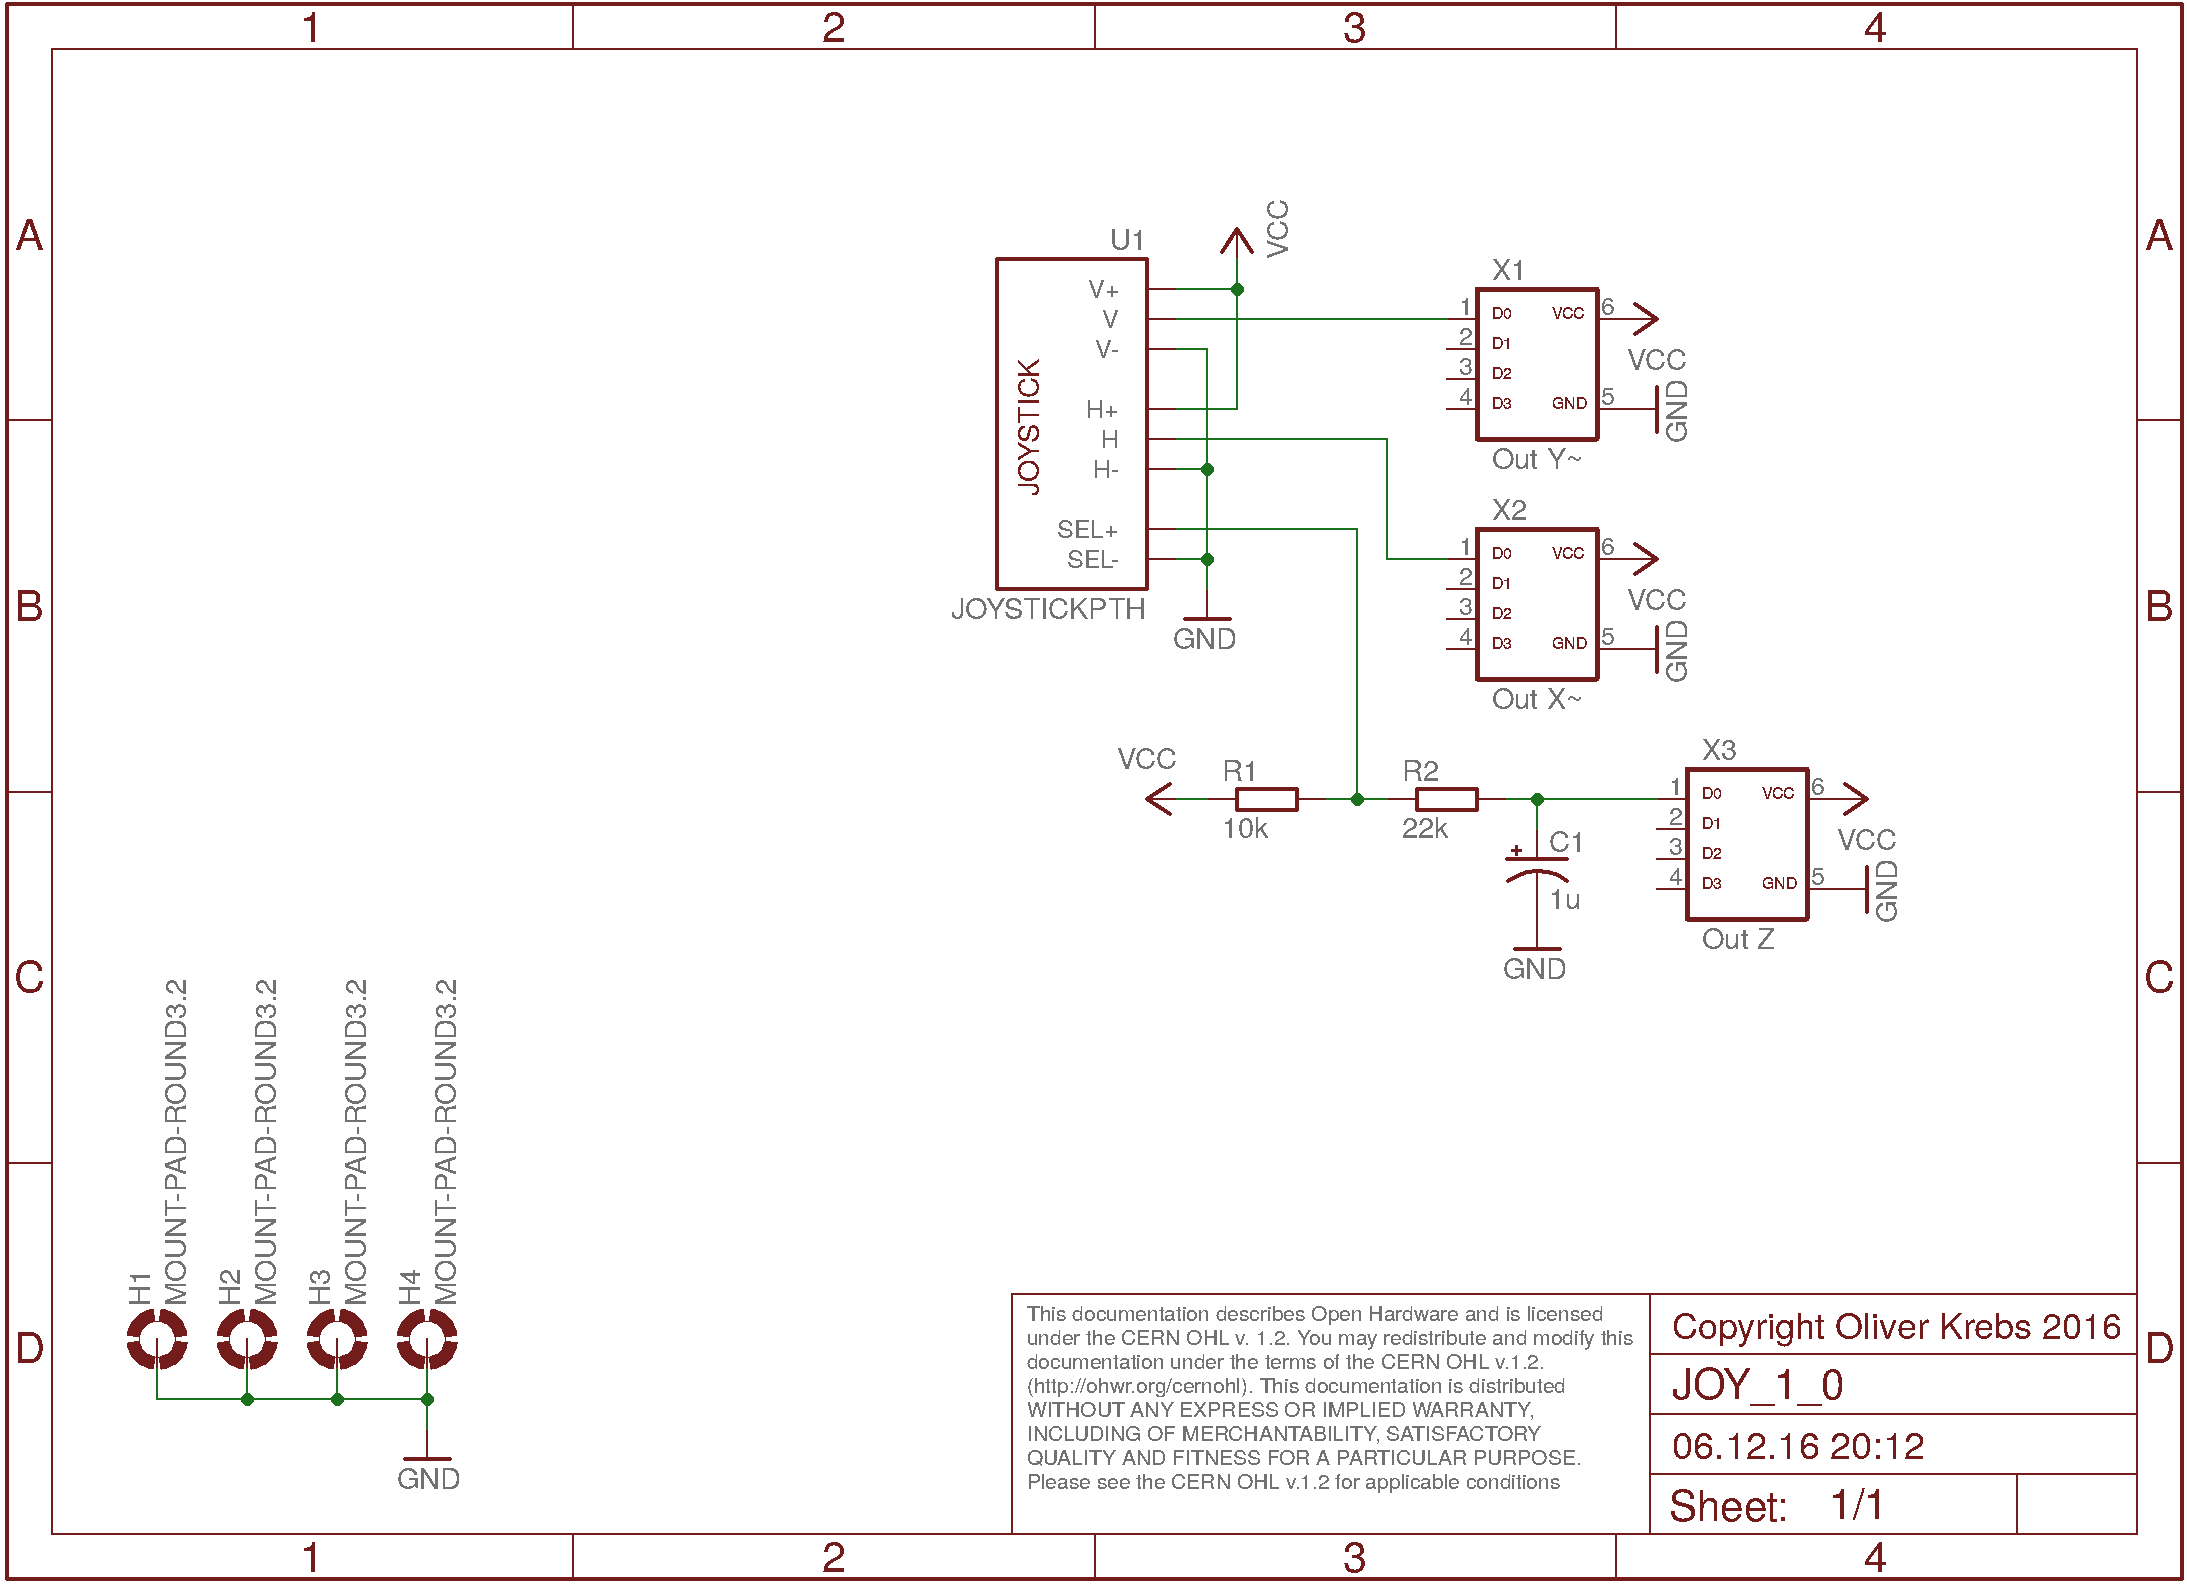 1 2 3 4
A A
VCC
U1
JOYSTICK
V+
V
V-
H+
H
H-
SEL+
SEL-
JOYSTICKPTH
GND
X1
1 D0 VCC 6
2 D1
3 D2
4 D3 GND 5
VCC
GND
Out Y~
B B
X2
1 D0 VCC 6
2 D1
3 D2
4 D3 GND 5
VCC
GND
Out X~
VCC
R1
10k
R2
22k
C1
+
1u
GND
X3
1 D0 VCC 6
2 D1
3 D2
4 D3 GND 5
VCC
GND
Out Z
C C
H1
MOUNT-PAD-ROUND3.2
H2
MOUNT-PAD-ROUND3.2
H3
MOUNT-PAD-ROUND3.2
H4
MOUNT-PAD-ROUND3.2
GND
D D
This documentation describes Open Hardware and is licensed
under the CERN OHL v. 1.2. You may redistribute and modify this
documentation under the terms of the CERN OHL v.1.2.
(http://ohwr.org/cernohl). This documentation is distributed
WITHOUT ANY EXPRESS OR IMPLIED WARRANTY,
INCLUDING OF MERCHANTABILITY, SATISFACTORY
QUALITY AND FITNESS FOR A PARTICULAR PURPOSE.
Please see the CERN OHL v.1.2 for applicable conditions
Copyright Oliver Krebs 2016
JOY_1_0
06.12.16 20:12
Sheet: 1/1
1 2 3 4